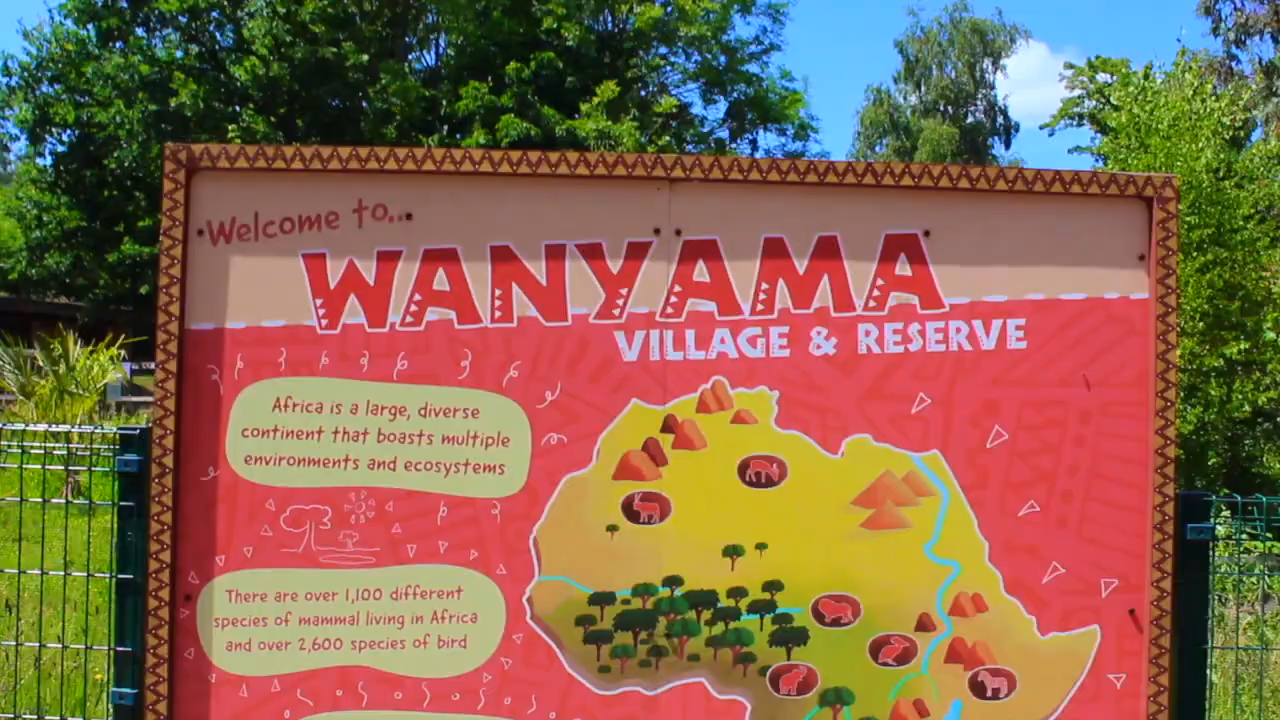 Welcome to...
WANYAMA
VILLAGE & RESERVE
Africa is a large, diverse
continent that boasts multiple
environments and ecosystems
There are over 1,100 different
species of mammal living in Africa
and over 2,600 species of bird